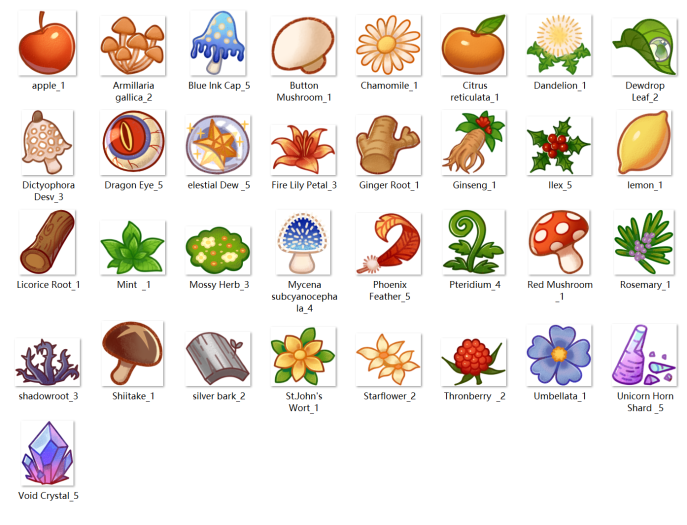 apple_1
Armillaria
gallica_2
Blue Ink Cap_5
Button
Mushroom_1
Chamomile_1
Citrus
reticulata_1
Dandelion_1
Dewdrop
Leaf_2
Dictyophora
Desv_3
Dragon Eye_5
elestial Dew _5
Fire Lily Petal_3
Ginger Root_1
Ginseng_1
Ilex_5
lemon_1
Licorice Root_1
Mint _1
Mossy Herb_3
Mycena
subcyanocepha
la_4
Phoenix
Feather_5
Pteridium_4
Red Mushroom
_1
Rosemary_1
shadowroot_3
Shiitake_1
silver bark_2
St.John's
Wort_1
Starflower_2
Thronberry _2
Umbellata_1
Unicorn Horn
Shard _5
Void Crystal_5